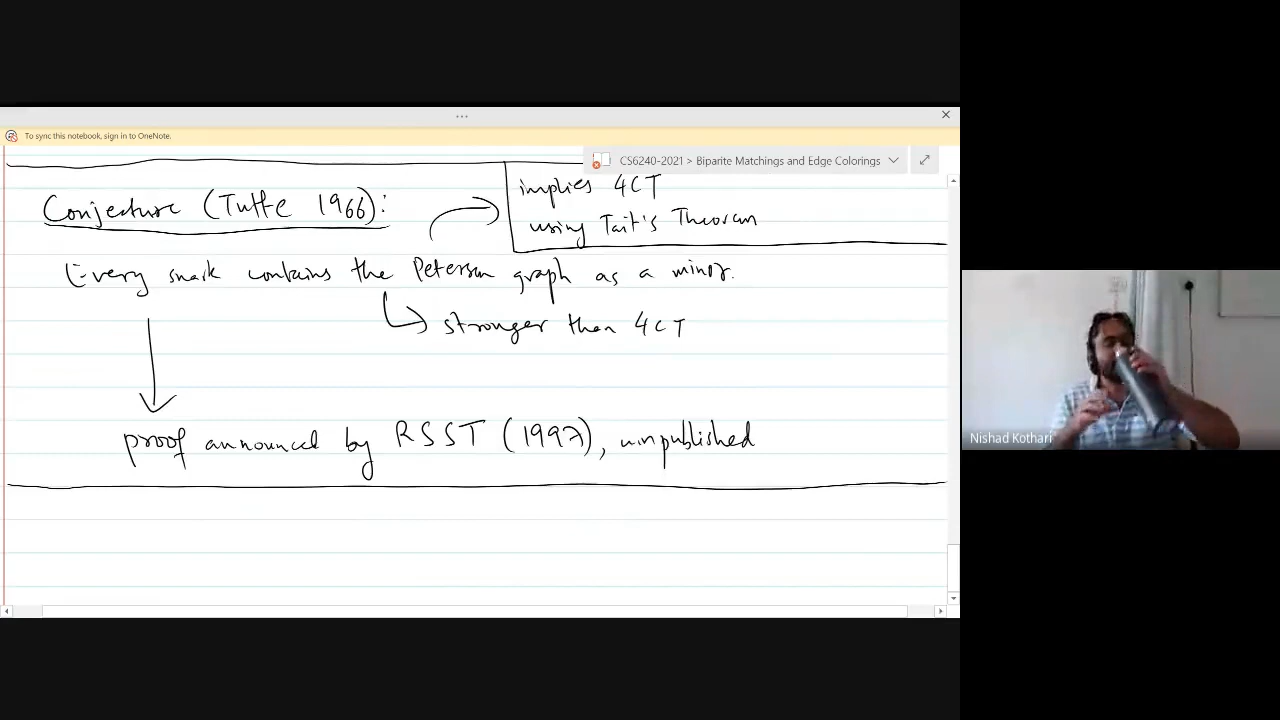 To sync this notebook, sign in to OneNote.
CS6240-2021 > Biparite Matchings and Edge Colorings
implies 4CT
using Tait's Theorem
Conjecture (Tutte 1966):
Every snark contains the Petersen graph as a minor.
stronger than 4CT
proof announced by RSST (1997), unpublished
Nishad Kothari